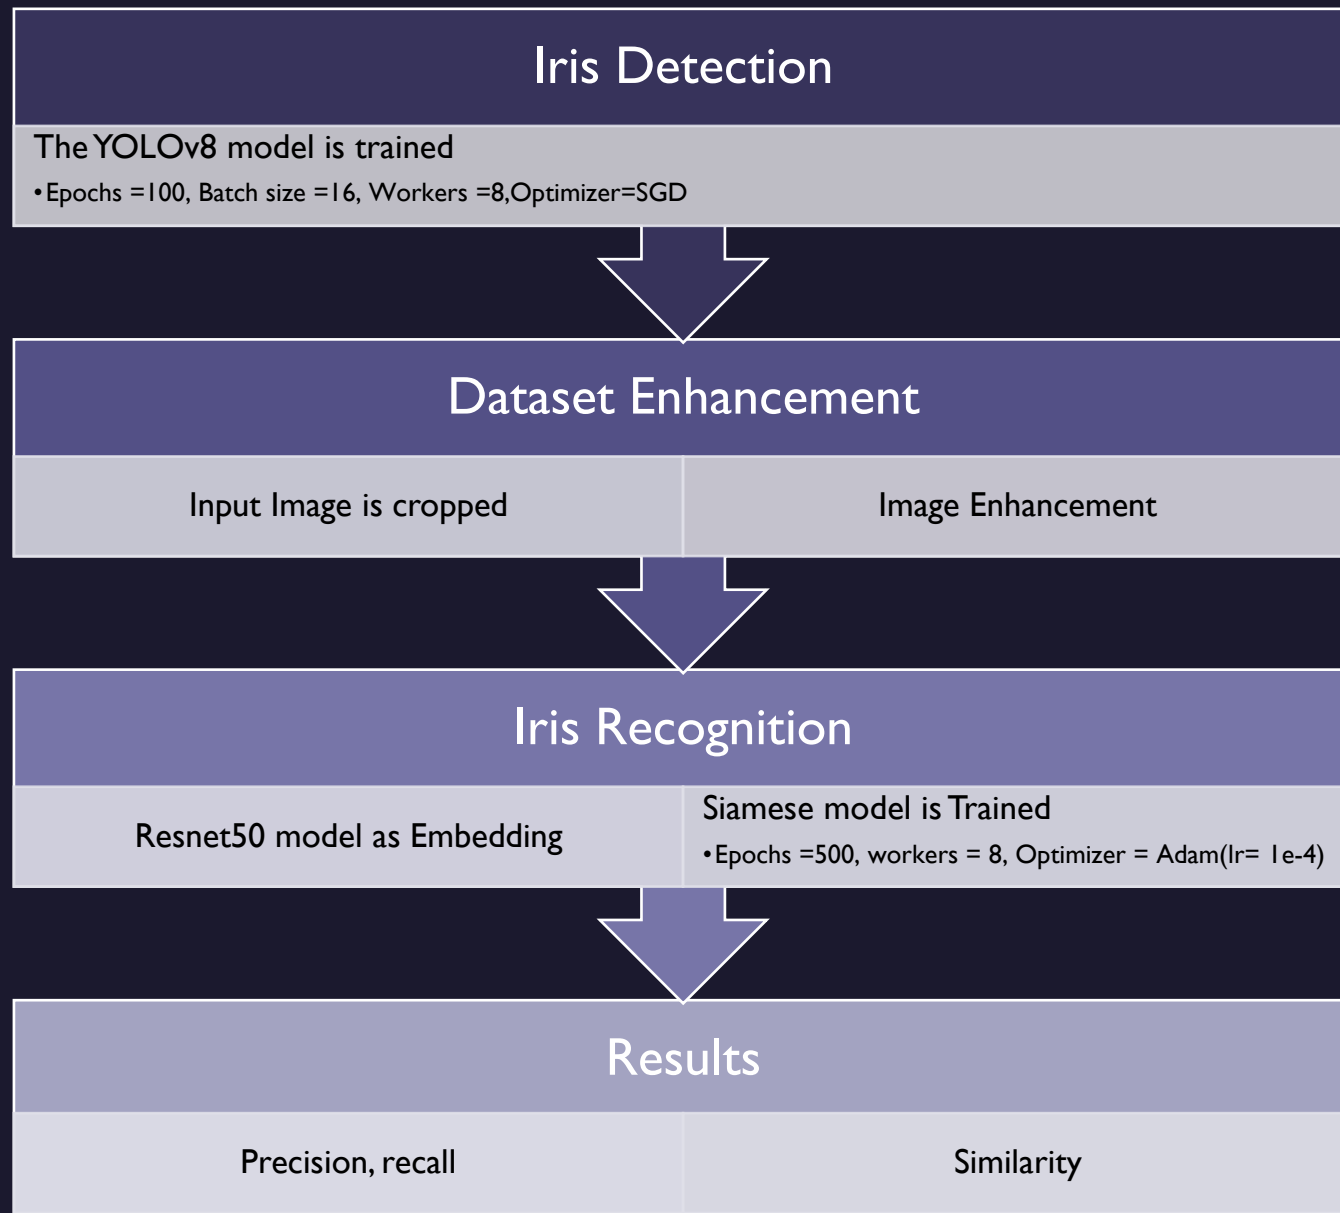 Iris Detection
The YOLOv8 model is trained
•Epochs =100, Batch size =16, Workers =8,Optimizer=SGD
Dataset Enhancement
Input Image is cropped
Image Enhancement
Iris Recognition
Resnet50 model as Embedding
Siamese model is Trained
•Epochs =500, workers = 8, Optimizer = Adam(lr= 1e-4)
Results
Precision, recall
Similarity